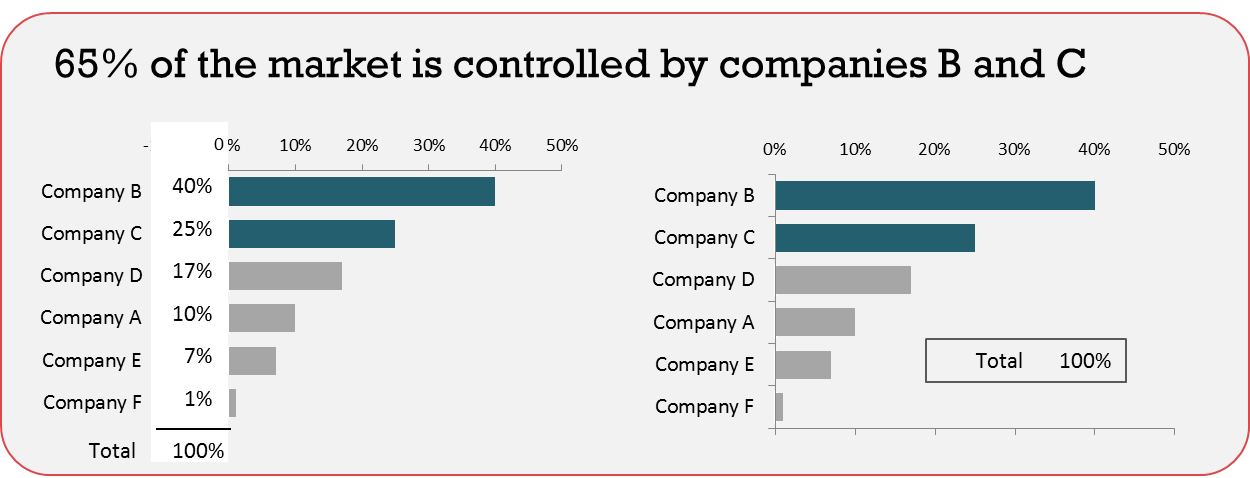 65% of the market is controlled by companies B and C
- 0% 10% 20% 30% 40% 50%
Company B 40%
Company C 25%
Company D 17%
Company A 10%
Company E 7%
Company F 1%
Total 100%
0% 10% 20% 30% 40% 50%
Company B
Company C
Company D
Company A
Company E
Company F
Total 100%